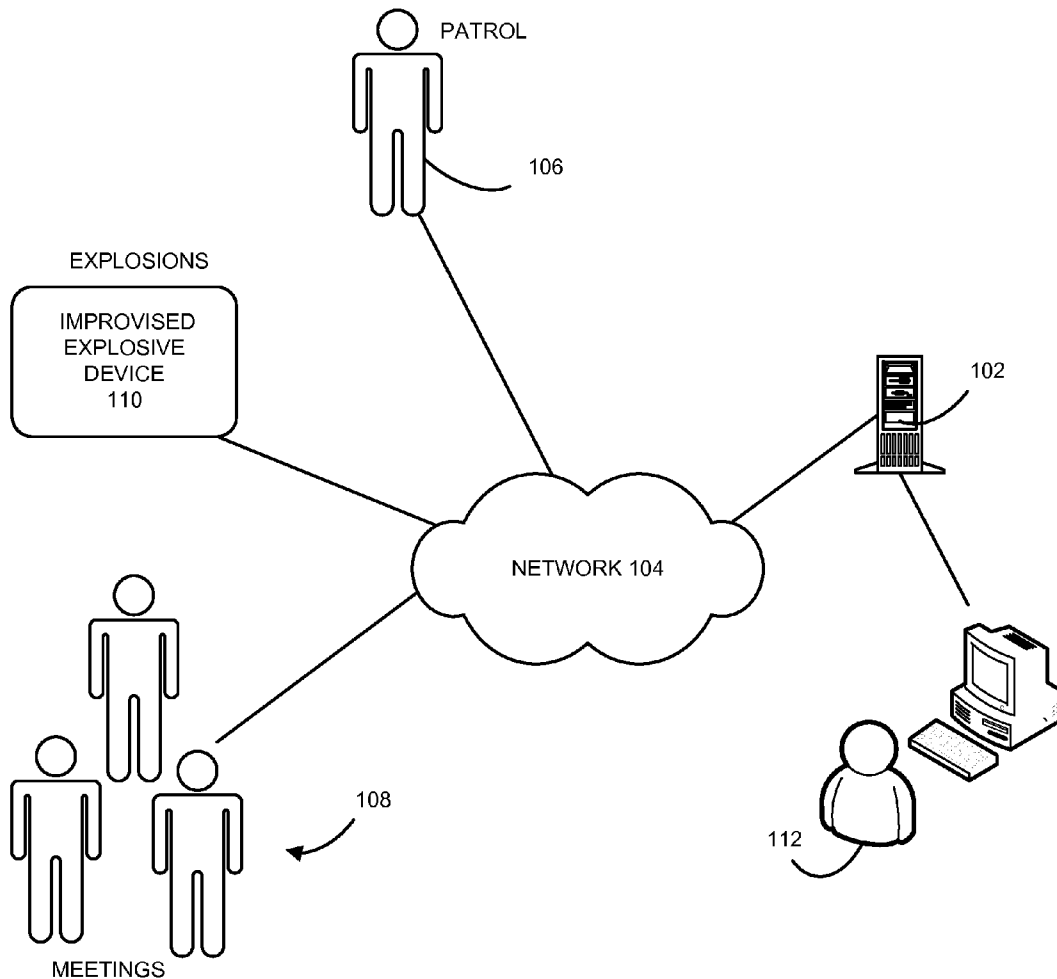 PATROL
106
EXPLOSIONS
IMPROVISED
EXPLOSIVE
DEVICE
110
102
NETWORK 104
108
112
MEETINGS